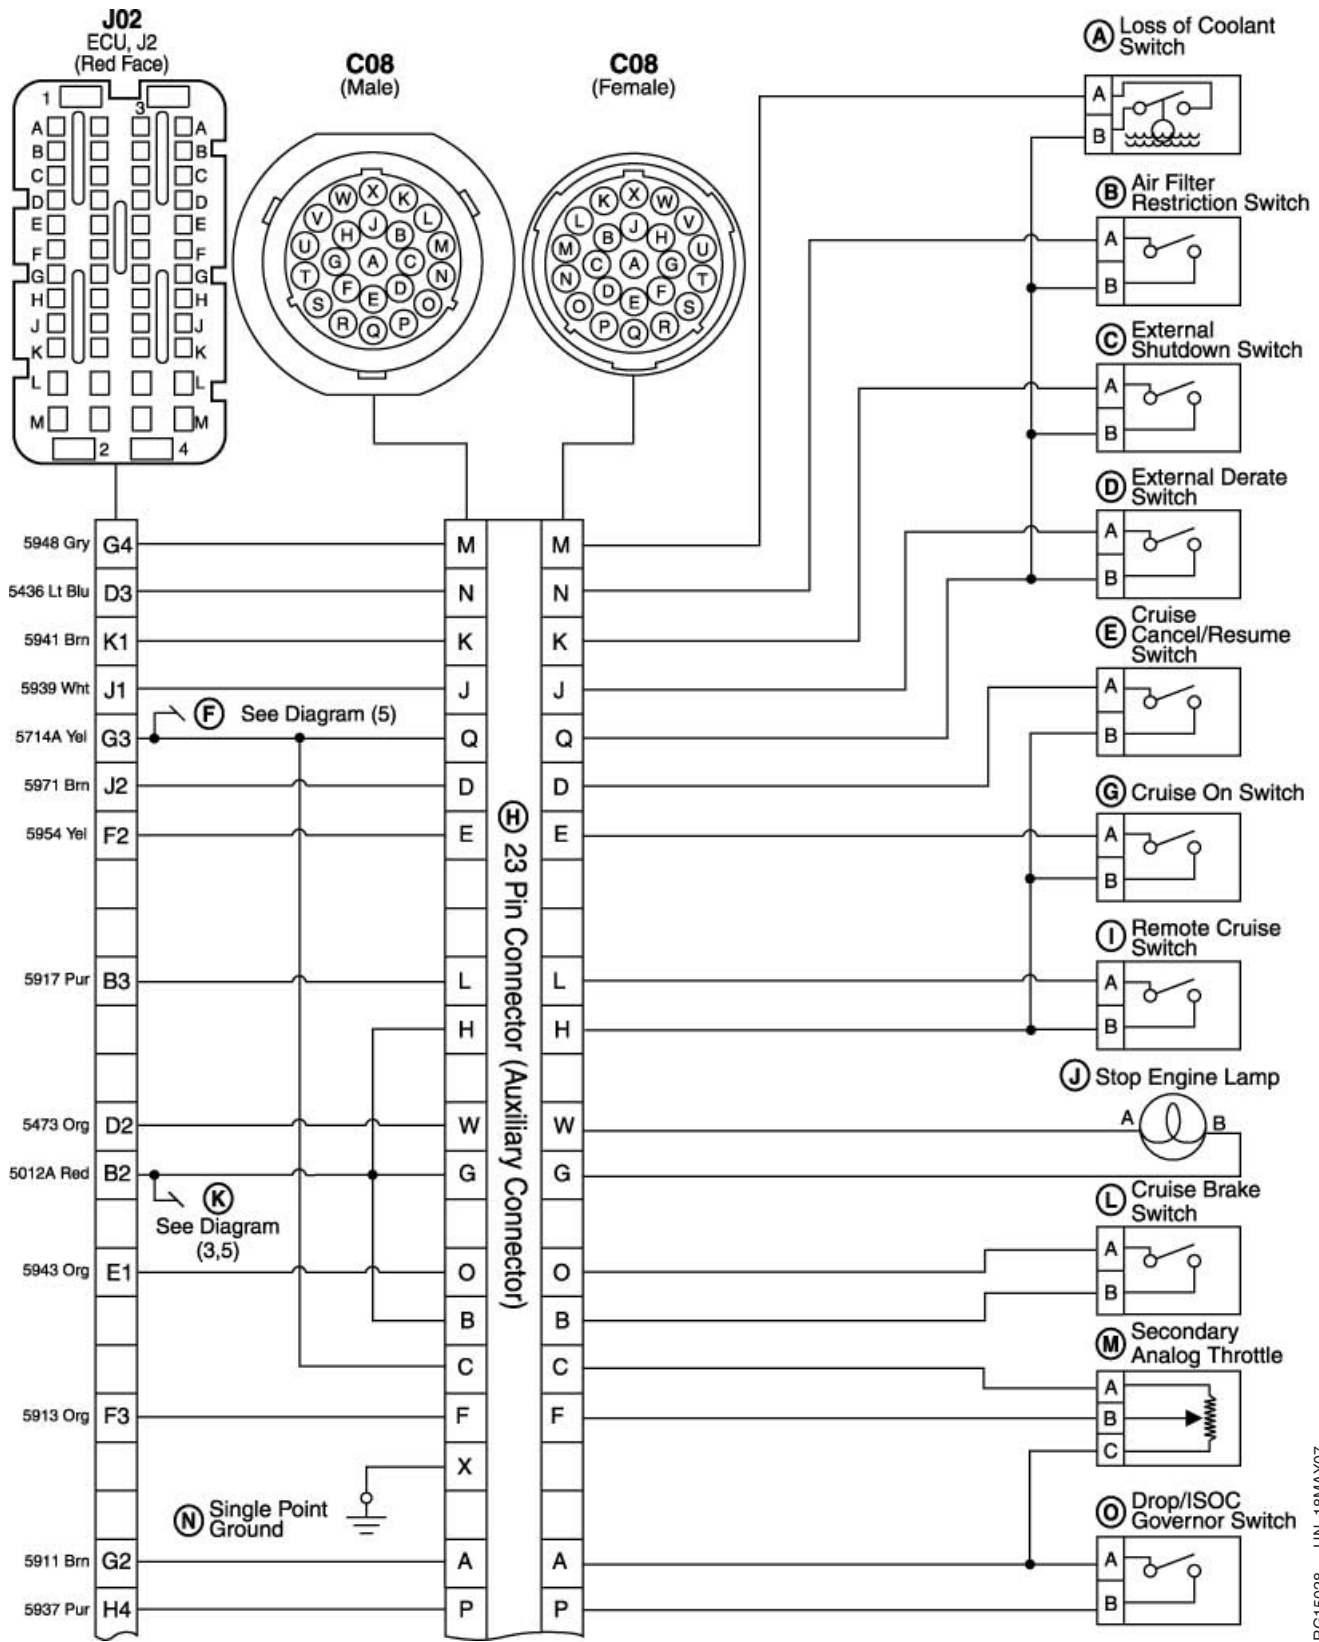 J02
ECU, J2
(Red Face)
C08
(Male)
C08
(Female)
1
3
A A
B B
C C
D D
E E
F F
G G
H H
J J
K K
L L
M M
2 4
W X K
V H J B L
U G A C M
T F E D N
S R Q P O
K X W
L B J H V
M C A G U
N D E F T
O P Q R S
A Loss of Coolant
Switch
A
B
B Air Filter
Restriction Switch
A
B
C External
Shutdown Switch
A
B
D External Derate
Switch
A
B
E Cruise
Cancel/Resume
Switch
A
B
G Cruise On Switch
A
B
I Remote Cruise
Switch
A
B
J Stop Engine Lamp
A B
L Cruise Brake
Switch
A
B
M Secondary
Analog Throttle
A
B
C
O Drop/ISOC
Governor Switch
A
B
5948 Gry G4 M M
5436 Lt Blu D3 N N
5941 Brn K1 K K
5939 Wht J1 J J
F See Diagram (5)
5714A Yel G3 Q Q
5971 Brn J2 D D
5954 Yel F2 E E
5917 Pur B3 L L
H H
5473 Org D2 W W
5012A Red B2 G G
K
See Diagram
(3,5)
5943 Org E1 O O
B B
C C
5913 Org F3 F F
X
N Single Point
Ground
5911 Brn G2 A A
5937 Pur H4 P P
H 23 Pin Connector (Auxiliary Connector)